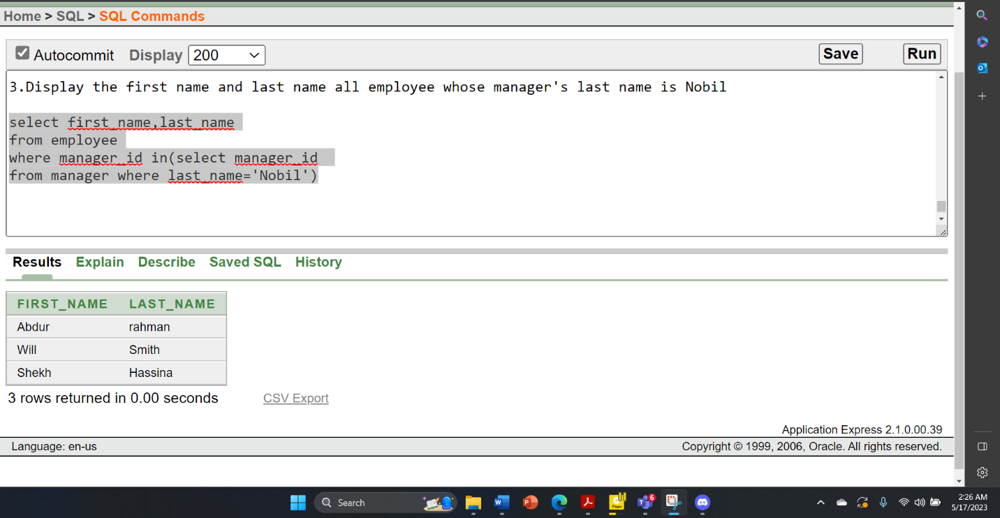 Home > SQL > SQL Commands
Autocommit Display 200 Save Run
3.Display the first name and last name all employee whose manager's last name is Nobil
select first_name,last_name
from employee
where manager_id in(select manager_id
from manager where last_name='Nobil')
Results Explain Describe Saved SQL History
FIRST_NAME LAST_NAME
Abdur rahman
Will Smith
Shekh Hassina
3 rows returned in 0.00 seconds CSV Export
Application Express 2.1.0.00.39
Language: en-us Copyright © 1999, 2006, Oracle. All rights reserved.
Search
6
2:26 AM
5/17/2023